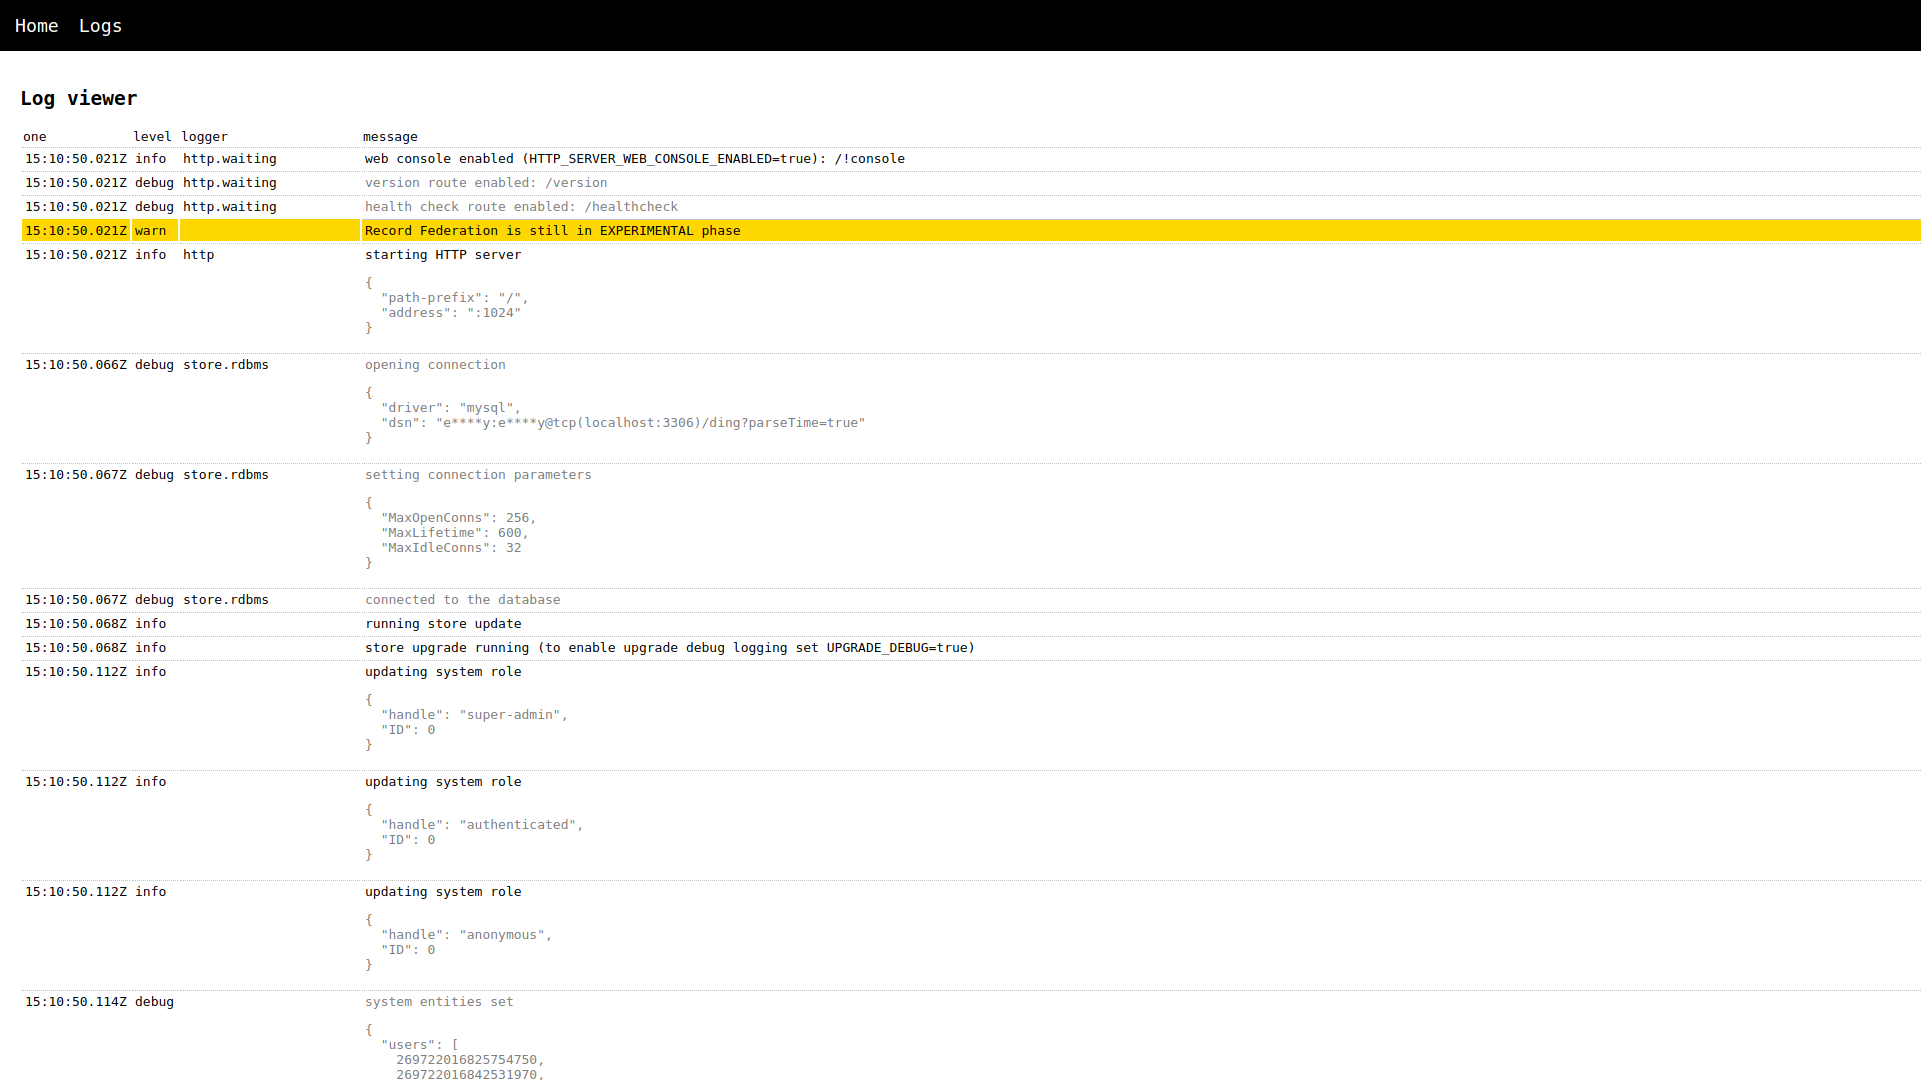 Home Logs
Log viewer
one level logger message
15:10:50.021Z info http.waiting web console enabled (HTTP_SERVER_WEB_CONSOLE_ENABLED=true): /!console
15:10:50.021Z debug http.waiting version route enabled: /version
15:10:50.021Z debug http.waiting health check route enabled: /healthcheck
15:10:50.021Z warn Record Federation is still in EXPERIMENTAL phase
15:10:50.021Z info http starting HTTP server
{
"path-prefix": "/",
"address": ":1024"
}
15:10:50.066Z debug store.rdbms opening connection
{
"driver": "mysql",
"dsn": "e****y:e****y@tcp(localhost:3306)/ding?parseTime=true"
}
15:10:50.067Z debug store.rdbms setting connection parameters
{
"MaxOpenConns": 256,
"MaxLifetime": 600,
"MaxIdleConns": 32
}
15:10:50.067Z debug store.rdbms connected to the database
15:10:50.068Z info running store update
15:10:50.068Z info store upgrade running (to enable upgrade debug logging set UPGRADE_DEBUG=true)
15:10:50.112Z info updating system role
{
"handle": "super-admin",
"ID": 0
}
15:10:50.112Z info updating system role
{
"handle": "authenticated",
"ID": 0
}
15:10:50.112Z info updating system role
{
"handle": "anonymous",
"ID": 0
}
15:10:50.114Z debug system entities set
{
"users": [
269722016825754750,
269722016842531970,